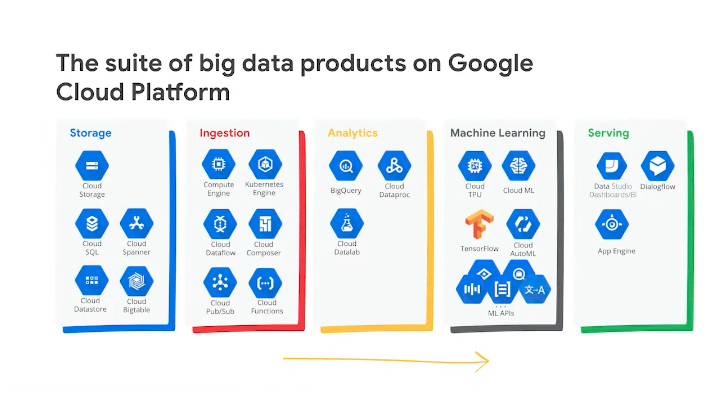 The suite of big data products on Google
Cloud Platform
Storage
Cloud
Storage
Cloud
SQL
Cloud
Spanner
Cloud
Datastore
Cloud
Bigtable
Ingestion
Compute
Engine
Kubernetes
Engine
Cloud
Dataflow
Cloud
Composer
Cloud
Pub/Sub
Cloud
Functions
Analytics
BigQuery
Cloud
Dataproc
Cloud
Datalab
Machine Learning
Cloud
TPU
Cloud ML
TensorFlow
Cloud
AutoML
文→A
...
ML APIs
Serving
Data Studio
Dashboards/BI
Dialogflow
App Engine